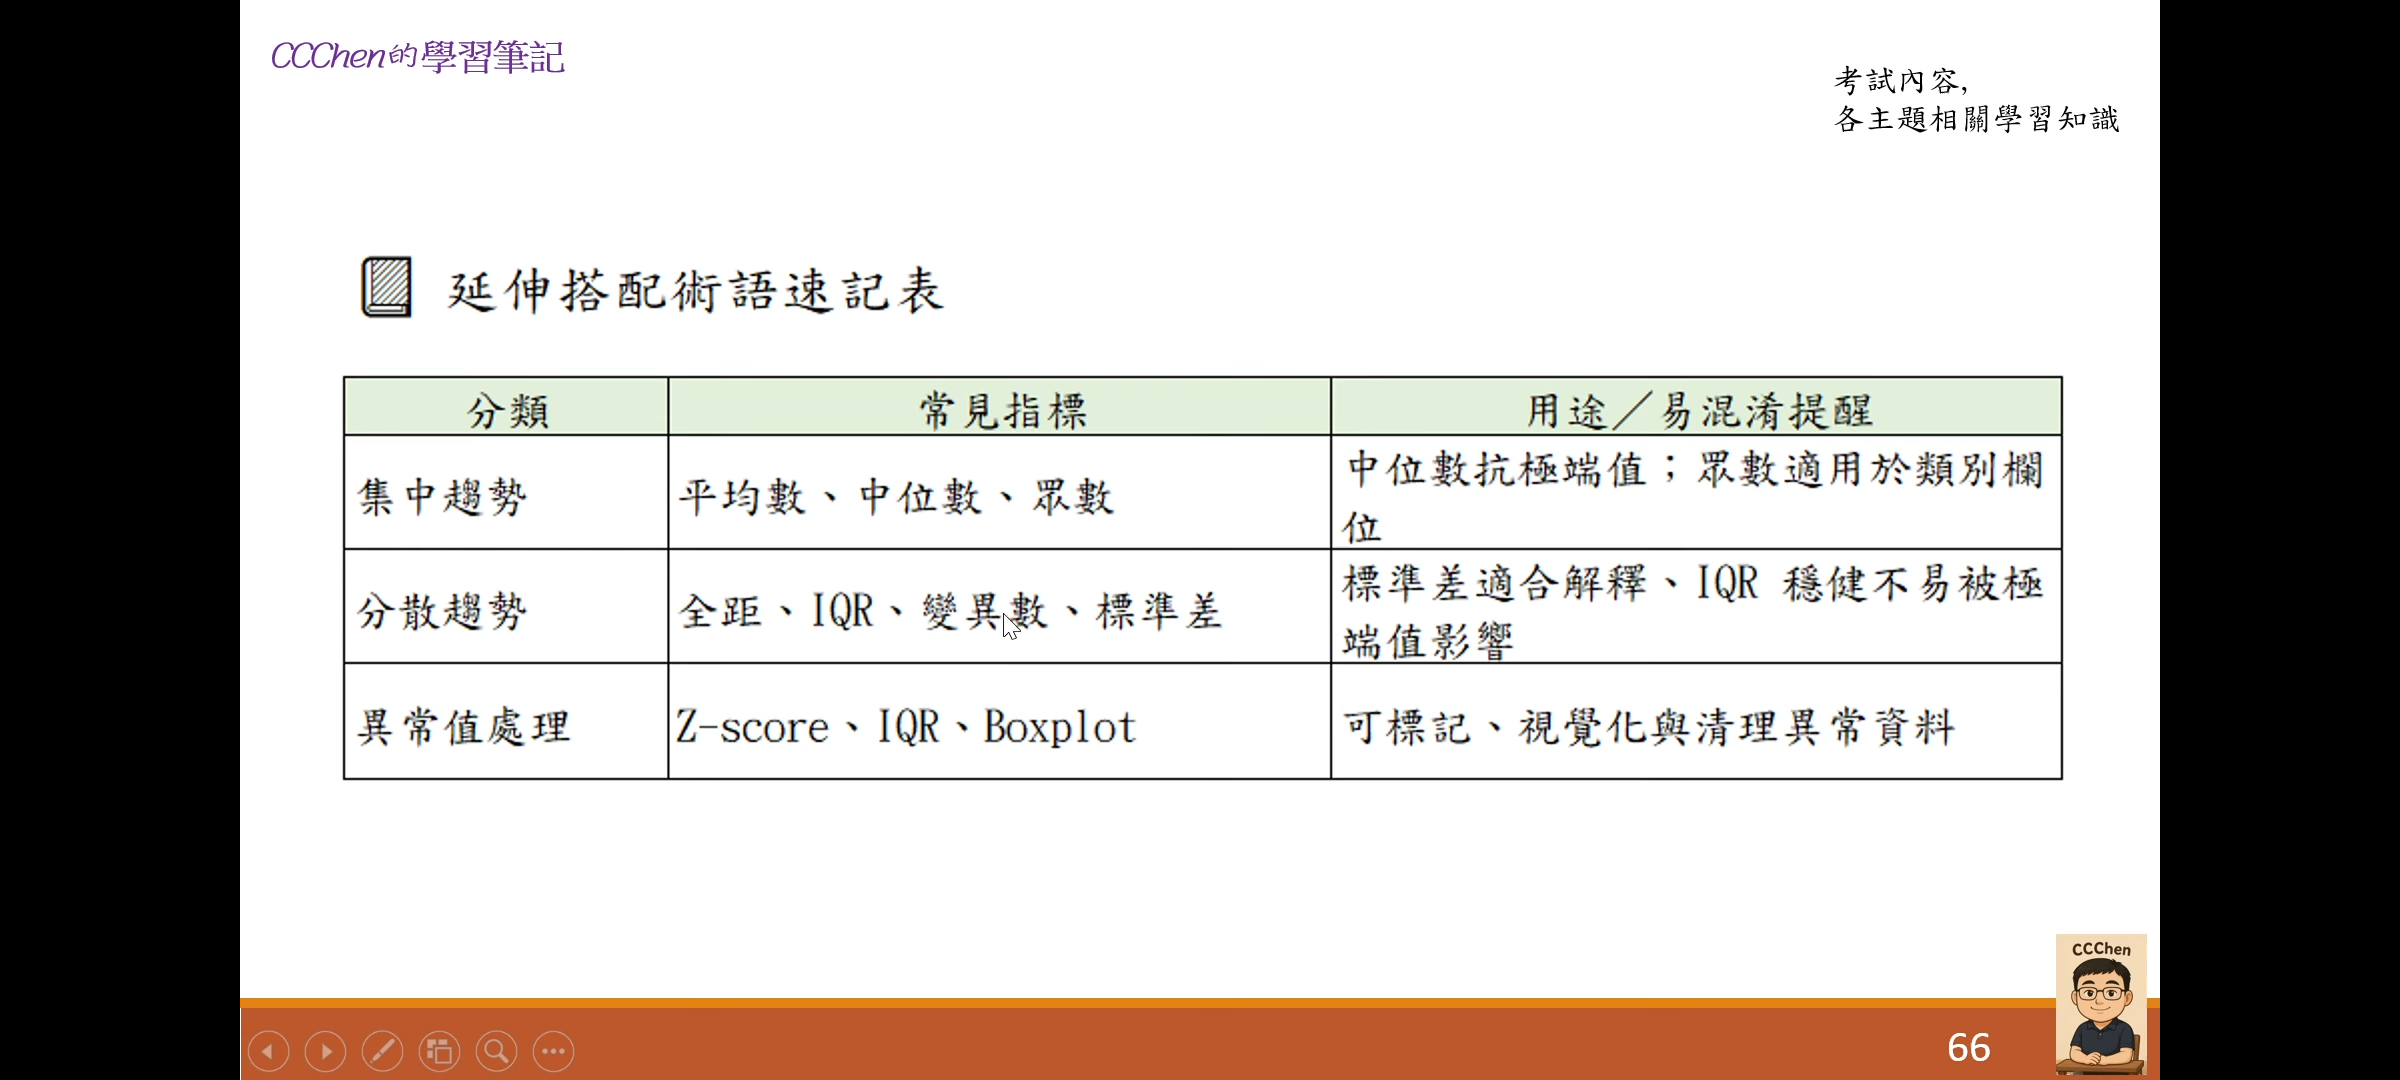 CCChen的學習筆記
考試內容,
各主題相關學習知識
延伸搭配術語速記表
分類
常見指標
用途／易混淆提醒
集中趨勢
平均數、中位數、眾數
中位數抗極端值；眾數適用於類別欄
位
分散趨勢
全距、IQR、變異數、標準差
標準差適合解釋、IQR 穩健不易被極
端值影響
異常值處理
Z-score、IQR、Boxplot
可標記、視覺化與清理異常資料
CCChen
66